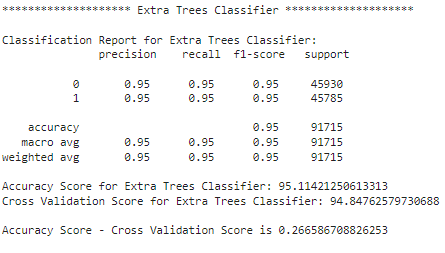 ******************** Extra Trees Classifier ********************
Classification Report for Extra Trees Classifier:
precision recall f1-score support
0 0.95 0.95 0.95 45930
1 0.95 0.95 0.95 45785
accuracy 0.95 91715
macro avg 0.95 0.95 0.95 91715
weighted avg 0.95 0.95 0.95 91715
Accuracy Score for Extra Trees Classifier: 95.11421250613313
Cross Validation Score for Extra Trees Classifier: 94.84762579730688
Accuracy Score - Cross Validation Score is 0.266586708826253